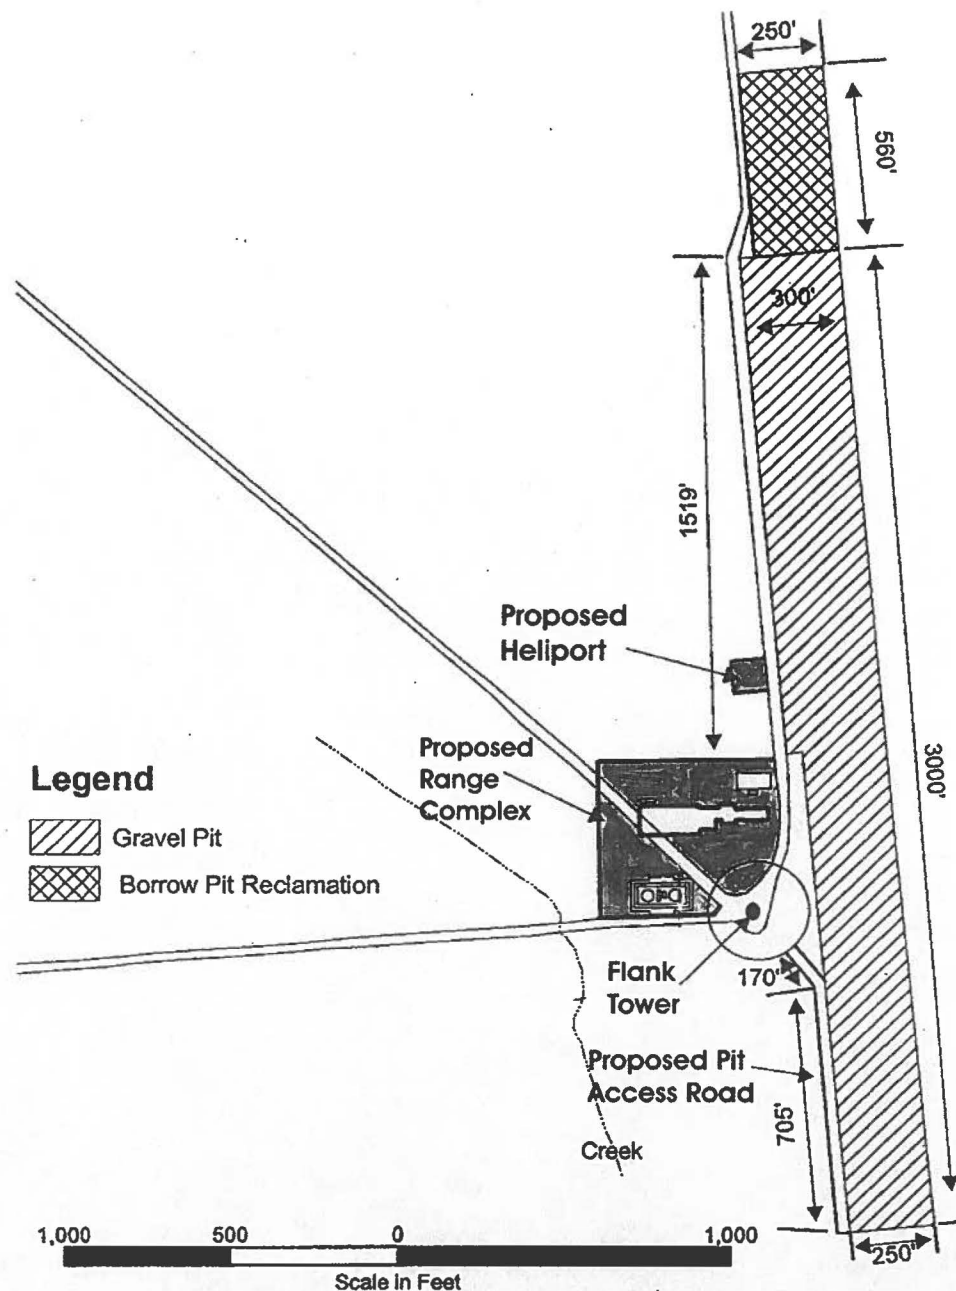 250'
560'
300'
1519'
Proposed
Heliport
Proposed
Range
Complex
3000'
Legend
Gravel Pit
Borrow Pit Reclamation
Flank
Tower
170'
Proposed Pit
Access Road
705'
Creek
250'
1,000 500 0 1,000
Scale in Feet